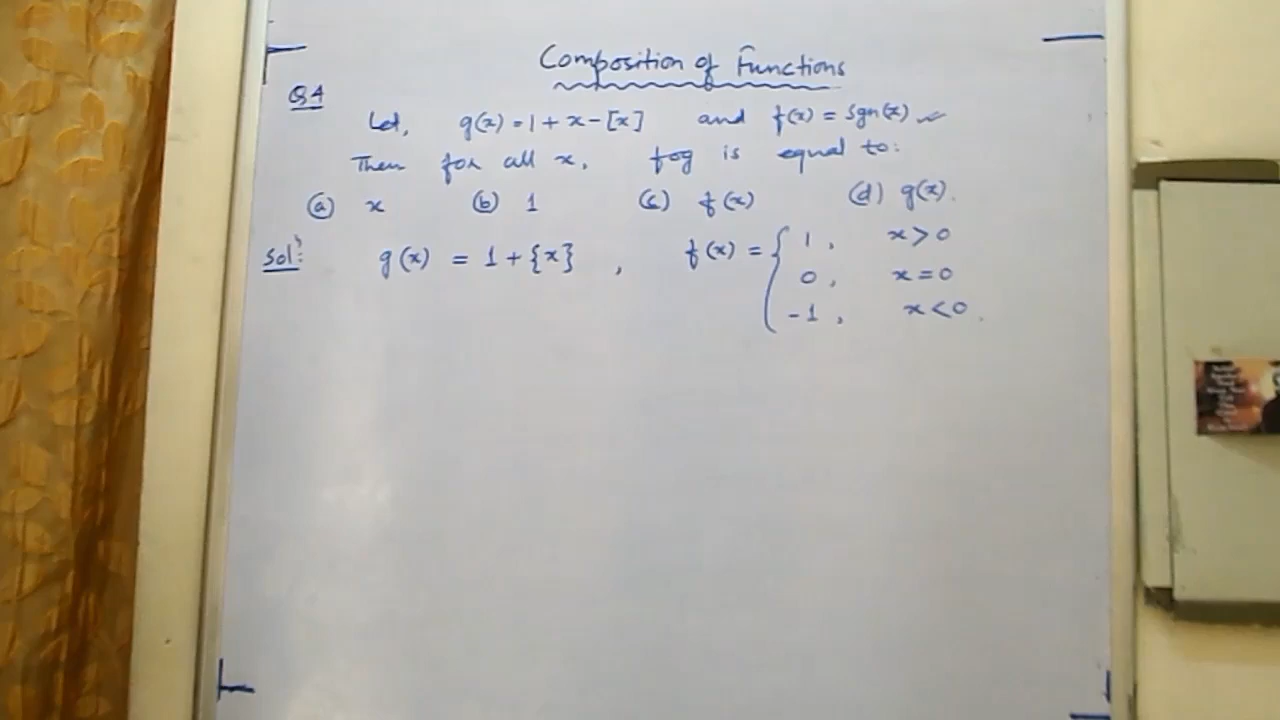 Composition of Functions
Q4
Let, g(x) = 1 + x - [x] and f(x) = Sgn(x)
Then for all x, fog is equal to:
(a) x (b) 1 (c) f(x) (d) g(x).
Sol^n: g(x) = 1 + {x} , f(x) = { 1, x > 0
0, x = 0
-1, x < 0.